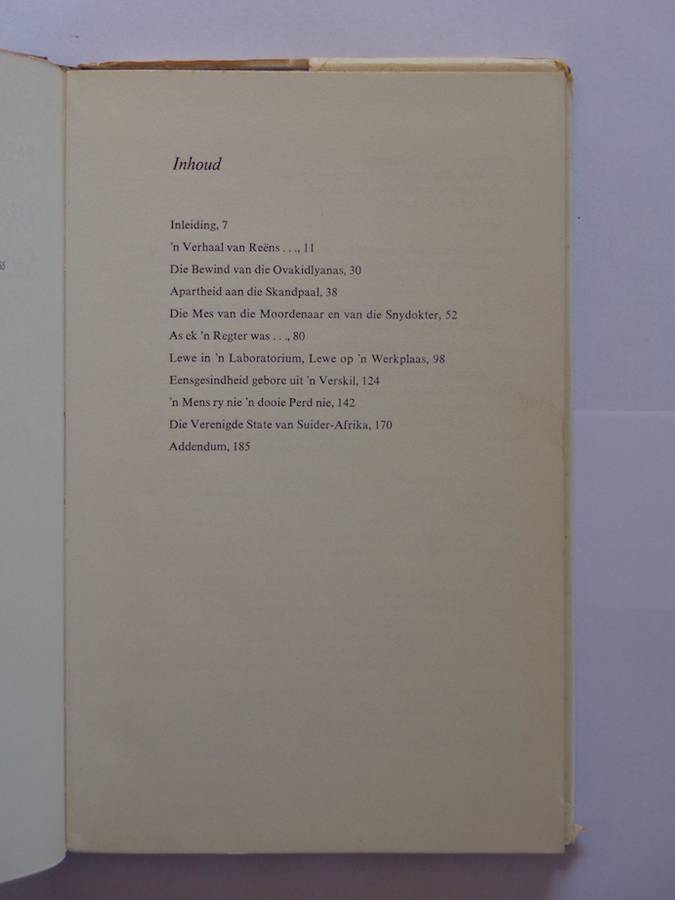 Inhoud
Inleiding, 7
'n Verhaal van Reëns . . ., 11
Die Bewind van die Ovakidlyanas, 30
Apartheid aan die Skandpaal, 38
Die Mes van die Moordenaar en van die Snydokter, 52
As ek 'n Regter was . . ., 80
Lewe in 'n Laboratorium, Lewe op 'n Werkplaas, 98
Eensgesindheid gebore uit 'n Verskil, 124
'n Mens ry nie 'n dooie Perd nie, 142
Die Verenigde State van Suider-Afrika, 170
Addendum, 185